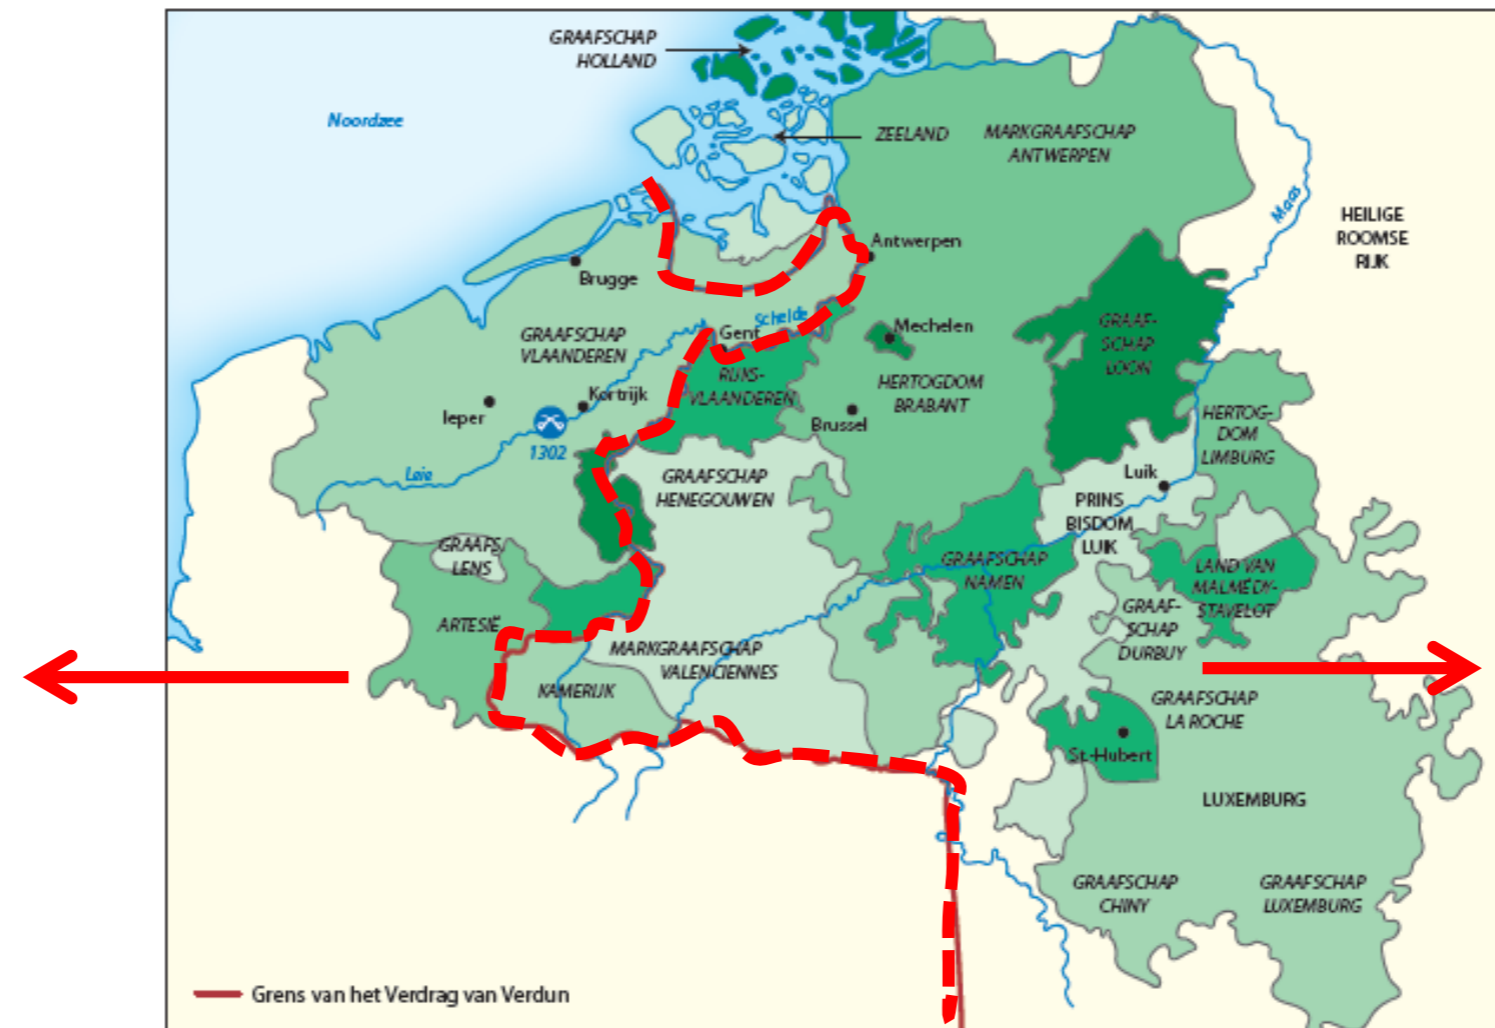 GRAAFSCHAP
HOLLAND
Noordzee
ZEELAND
MARKGRAAFSCHAP
ANTWERPEN
Maas
HEILIGE
ROOMSE
RIJK
Antwerpen
Brugge
Schelde
GRAAFSCHAP
VLAANDEREN
Gent
Mechelen
GRAAF-
SCHAP
LOON
RIJKS-
VLAANDEREN
HERTOGDOM
BRABANT
Kortrijk
Ieper
Brussel
HERTOG-
DOM
LIMBURG
1302
Leie
GRAAFSCHAP
HENEGOUWEN
Luik
PRINS
BISDOM
LUIK
GRAAFS
LENS
GRAAFSCHAP
NAMEN
LAND VAN
MALMÉDY-
STAVELOT
ARTESIË
GRAAF-
SCHAP
DURBUY
MARKGRAAFSCHAP
VALENCIENNES
KAMERIJK
GRAAFSCHAP
LA ROCHE
St.-Hubert
LUXEMBURG
GRAAFSCHAP
CHINY
GRAAFSCHAP
LUXEMBURG
Grens van het Verdrag van Verdun